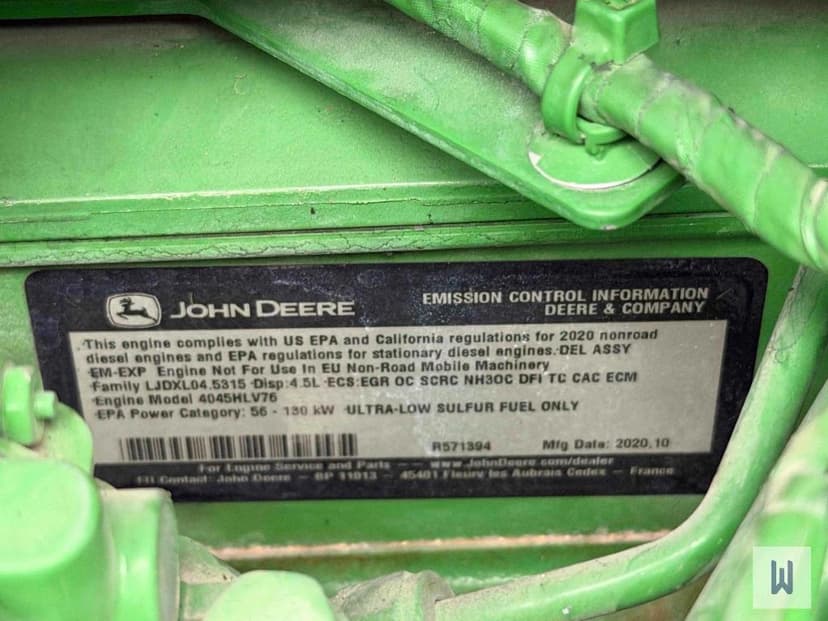 JOHN DEERE
EMISSION CONTROL INFORMATION
DEERE & COMPANY
This engine complies with US EPA and California regulations for 2020 nonroad
diesel engines and EPA regulations for stationary diesel engines. DEL ASSY
EM-EXP Engine Not For Use In EU Non-Road Mobile Machinery
Family LJDXL04.5315 Disp:4.5L ECS:EGR OC SCRC NH3OC DFI TC CAC ECM
Engine Model 4045HLV76
EPA Power Category: 56 - 130 kW ULTRA-LOW SULFUR FUEL ONLY
R571394 Mfg Date: 2020.10
For Engine Service and Parts — www.JohnDeere.com/dealer
EU Contact: John Deere — BP 11013 — 45401 Fleury les Aubrais Cedex — France
W